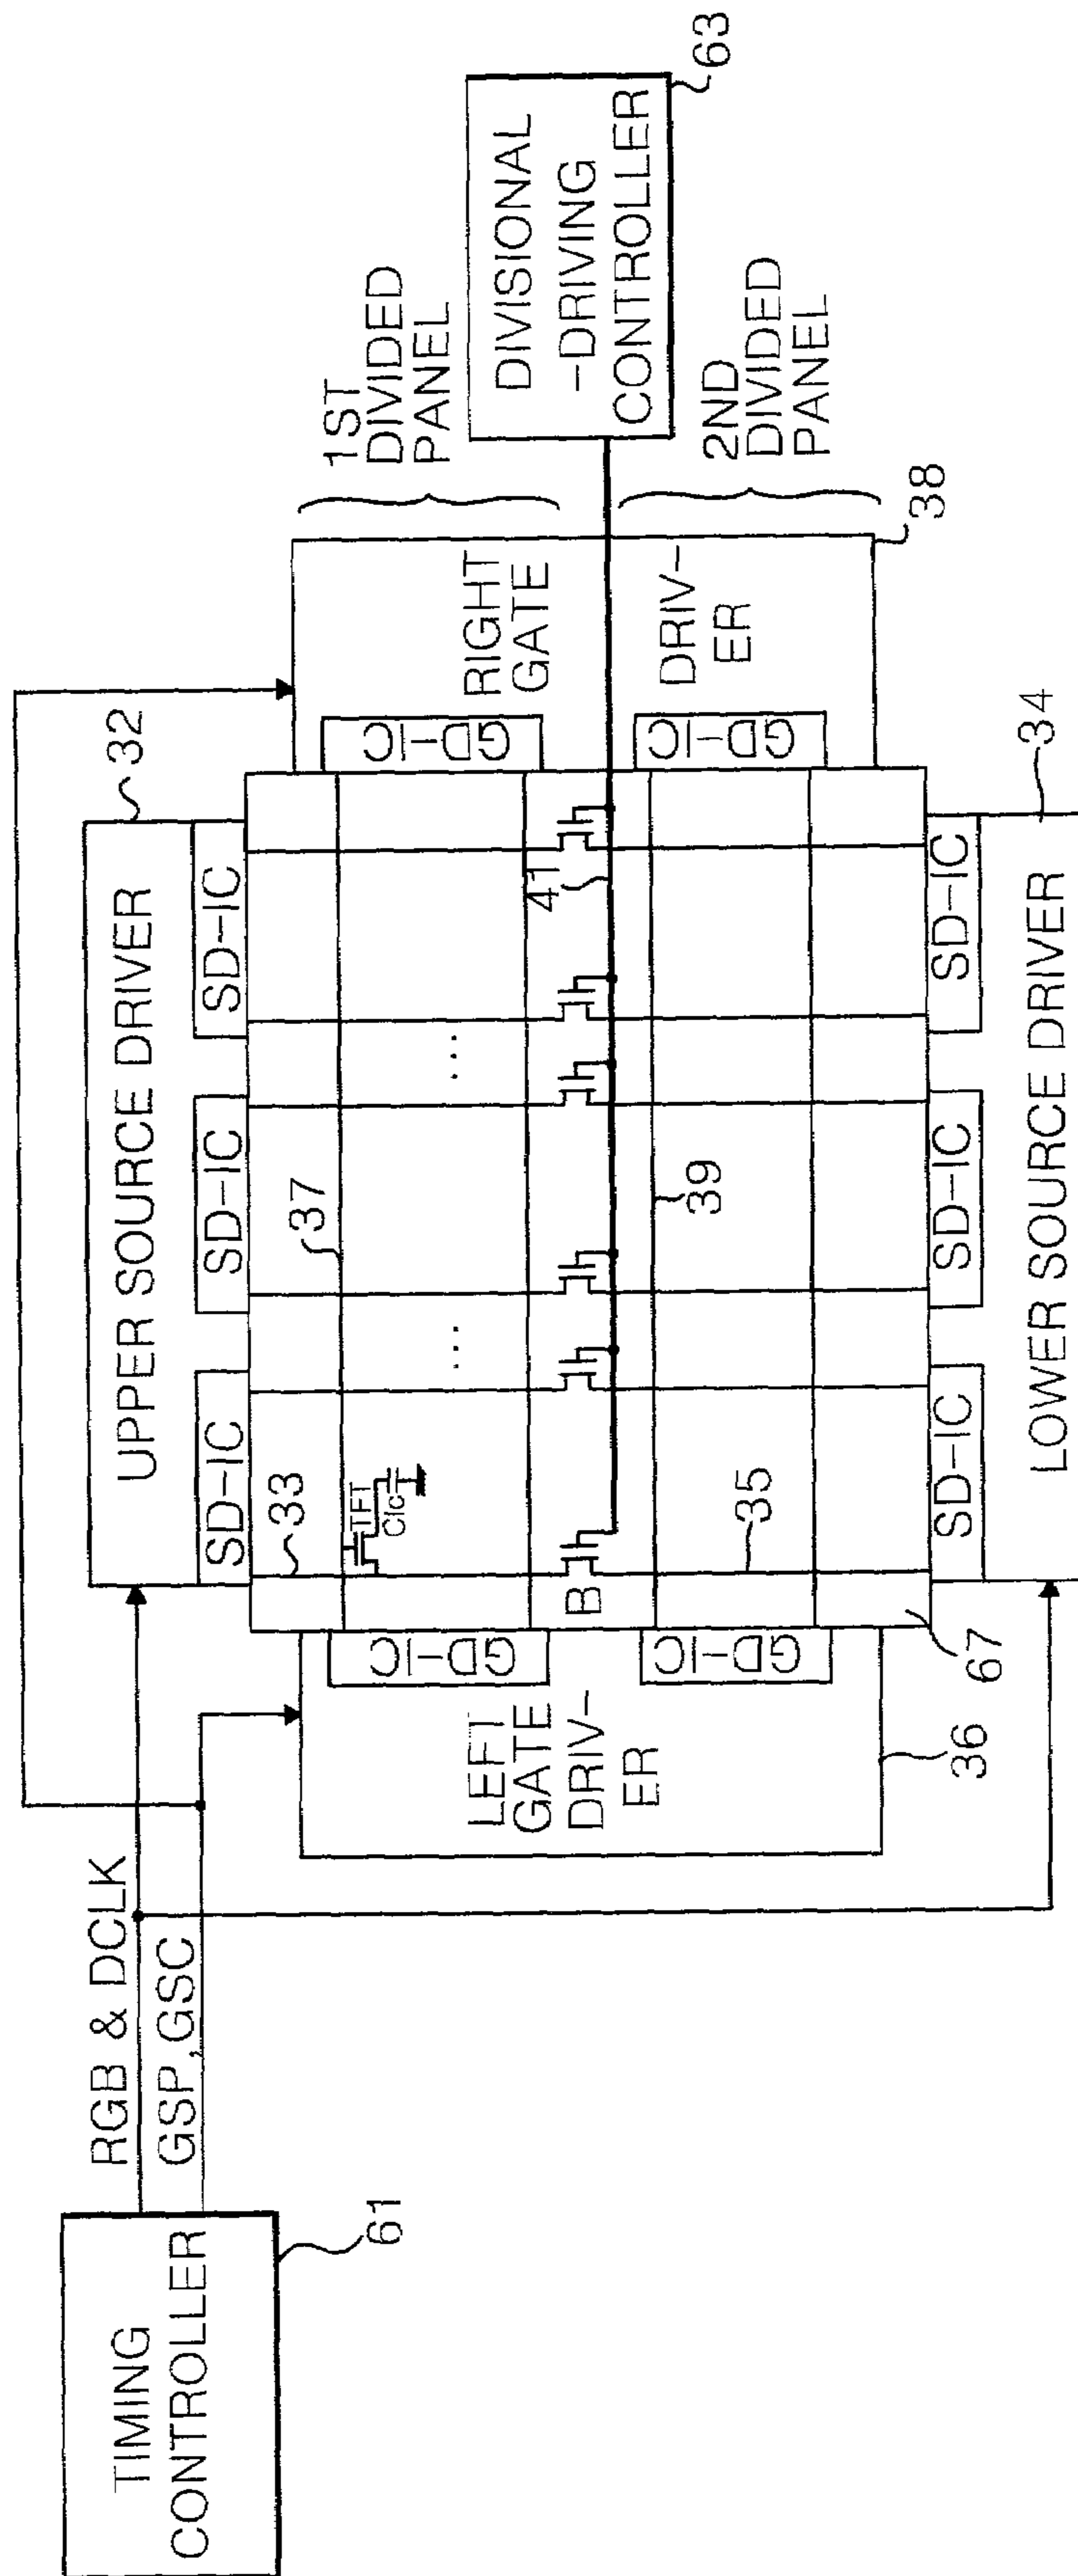 TIMING
CONTROLLER
61
RGB & DCLK
GSP,GSC
UPPER SOURCE DRIVER
32
SD-IC
SD-IC
SD-IC
LEFT
GATE
DRIV-
ER
36
GD-IC
GD-IC
33
TFT
Clc
37
...
...
B
41
35
39
67
GD-IC
GD-IC
RIGHT
GATE
DRIV-
ER
38
1ST
DIVIDED
PANEL
2ND
DIVIDED
PANEL
DIVISIONAL
-DRIVING
CONTROLLER
63
SD-IC
SD-IC
SD-IC
LOWER SOURCE DRIVER
34